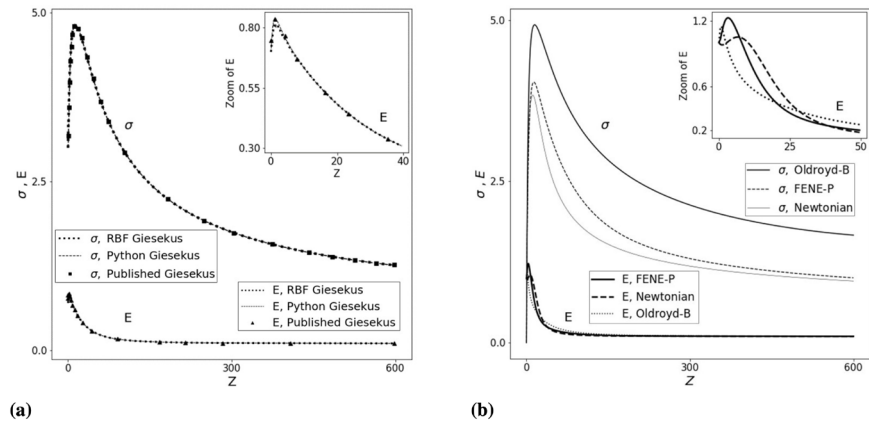 5.0
2.5
0.0
σ , E
0
300
600
Z
σ
E
σ, RBF Giesekus
σ, Python Giesekus
σ, Published Giesekus
E, RBF Giesekus
E, Python Giesekus
E, Published Giesekus
0.80
0.55
0.30
Zoom of E
Z
0
20
40
Z
E
(a)
5.0
2.5
0.0
σ , E
0
300
600
Z
σ
E
σ, Oldroyd-B
σ, FENE-P
σ, Newtonian
E, FENE-P
E, Newtonian
E, Oldroyd-B
1.2
0.6
0.2
Zoom of E
Z
0
25
50
E
(b)